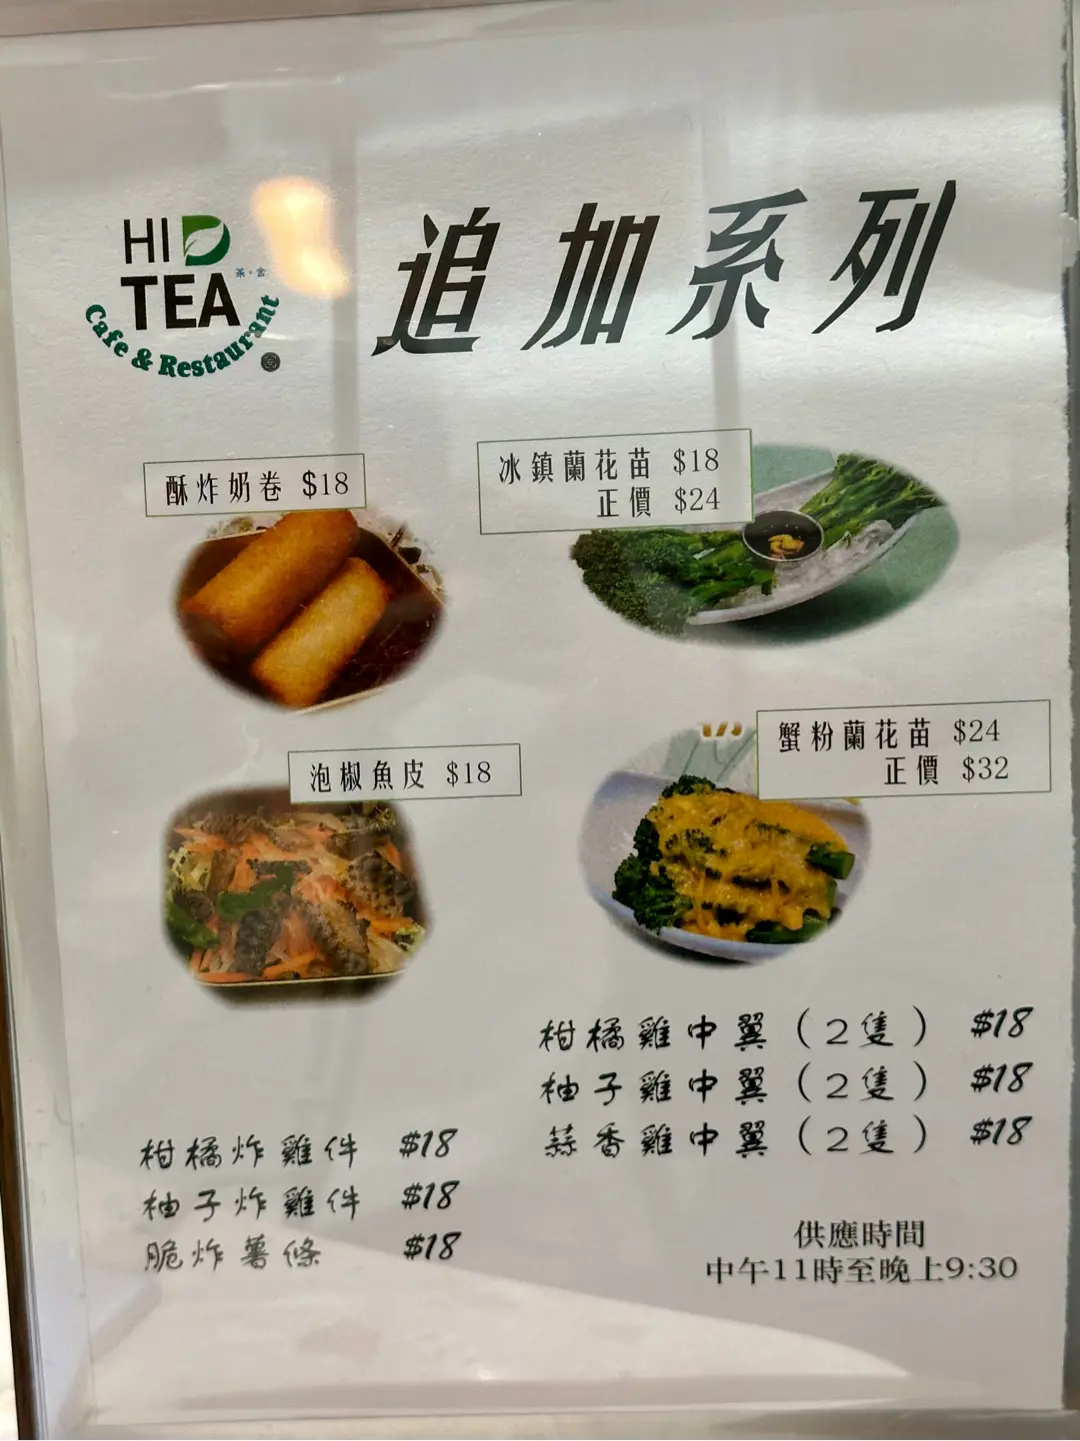 HI
TEA
茶·舍
Cafe & Restaurant
追加系列
酥炸奶卷 $18
冰鎮蘭花苗 $18
正價 $24
泡椒魚皮 $18
蟹粉蘭花苗 $24
正價 $32
柑橘雞中翼(2隻) $18
柚子雞中翼(2隻) $18
蒜香雞中翼(2隻) $18
柑橘炸雞件 $18
柚子炸雞件 $18
脆炸薯條 $18
供應時間
中午11時至晚上9:30